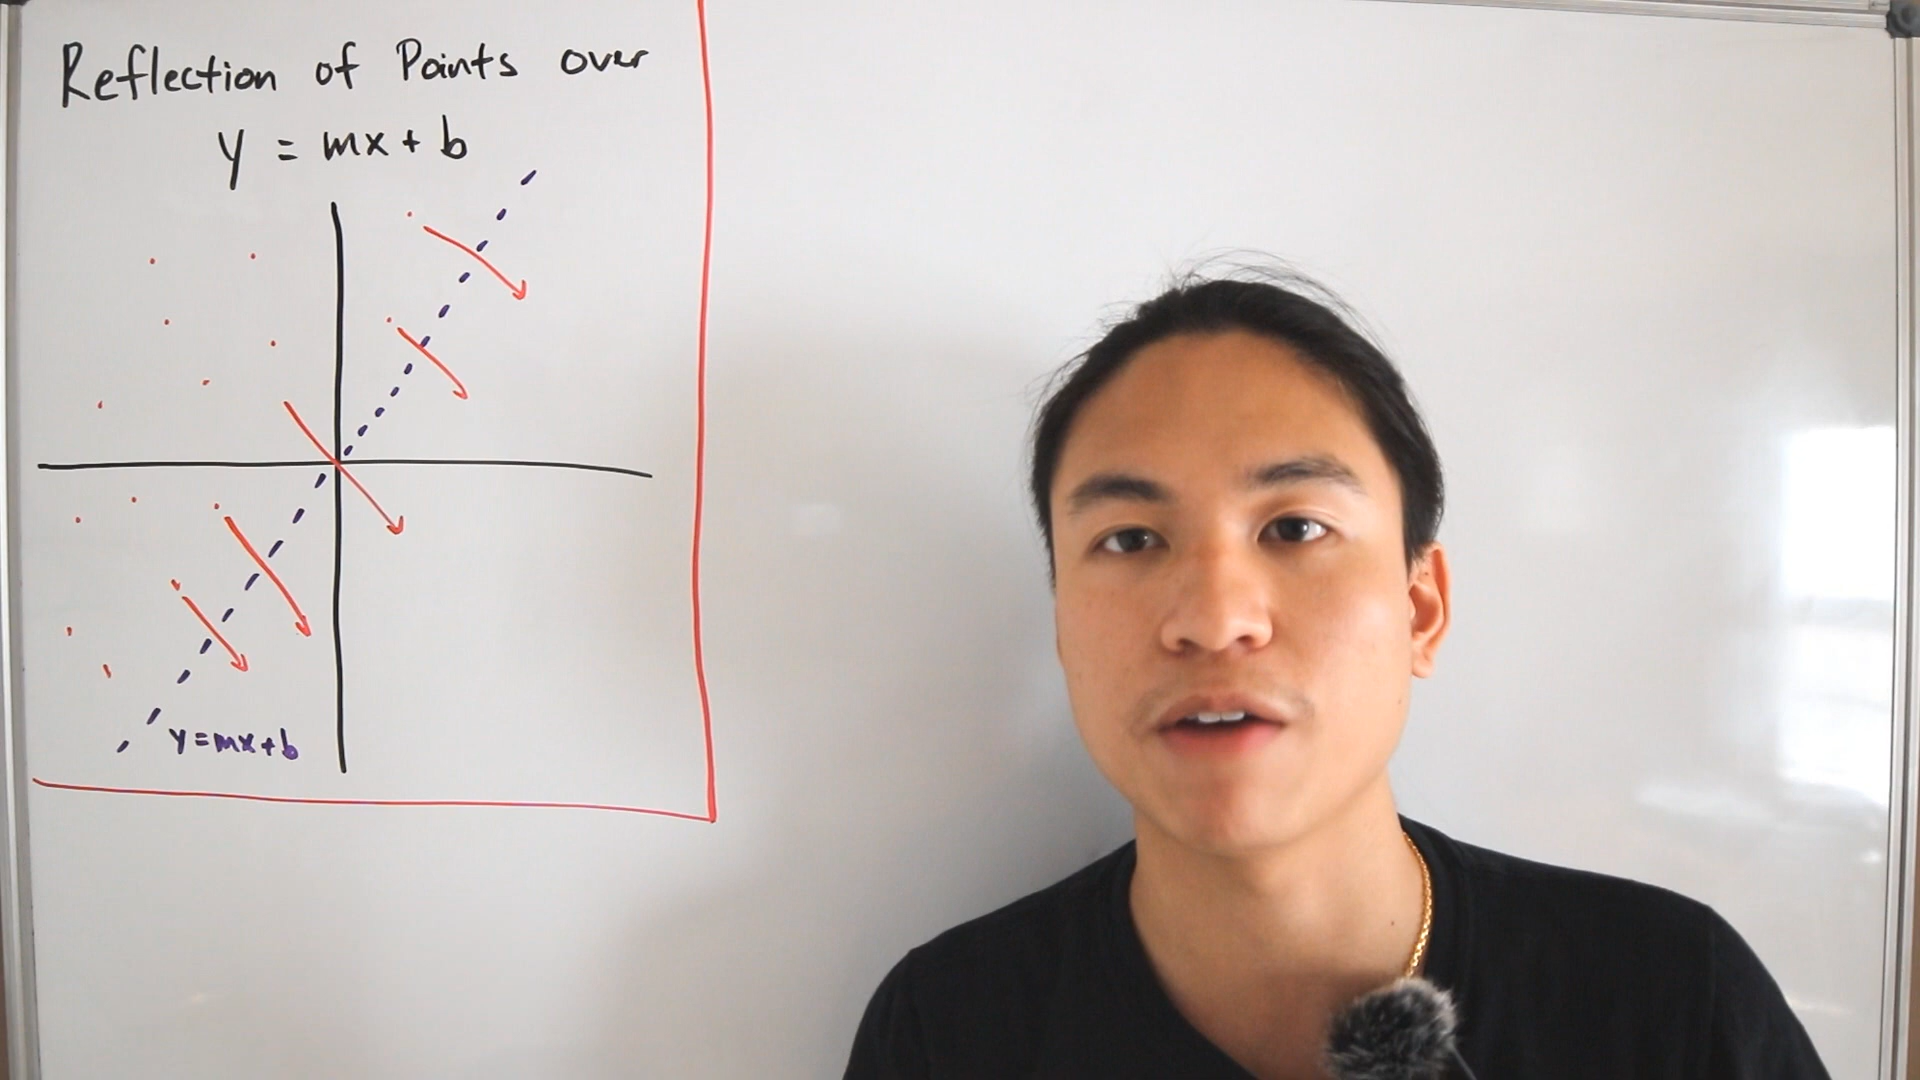 Reflection of Points over
y = mx + b
y=mx+b